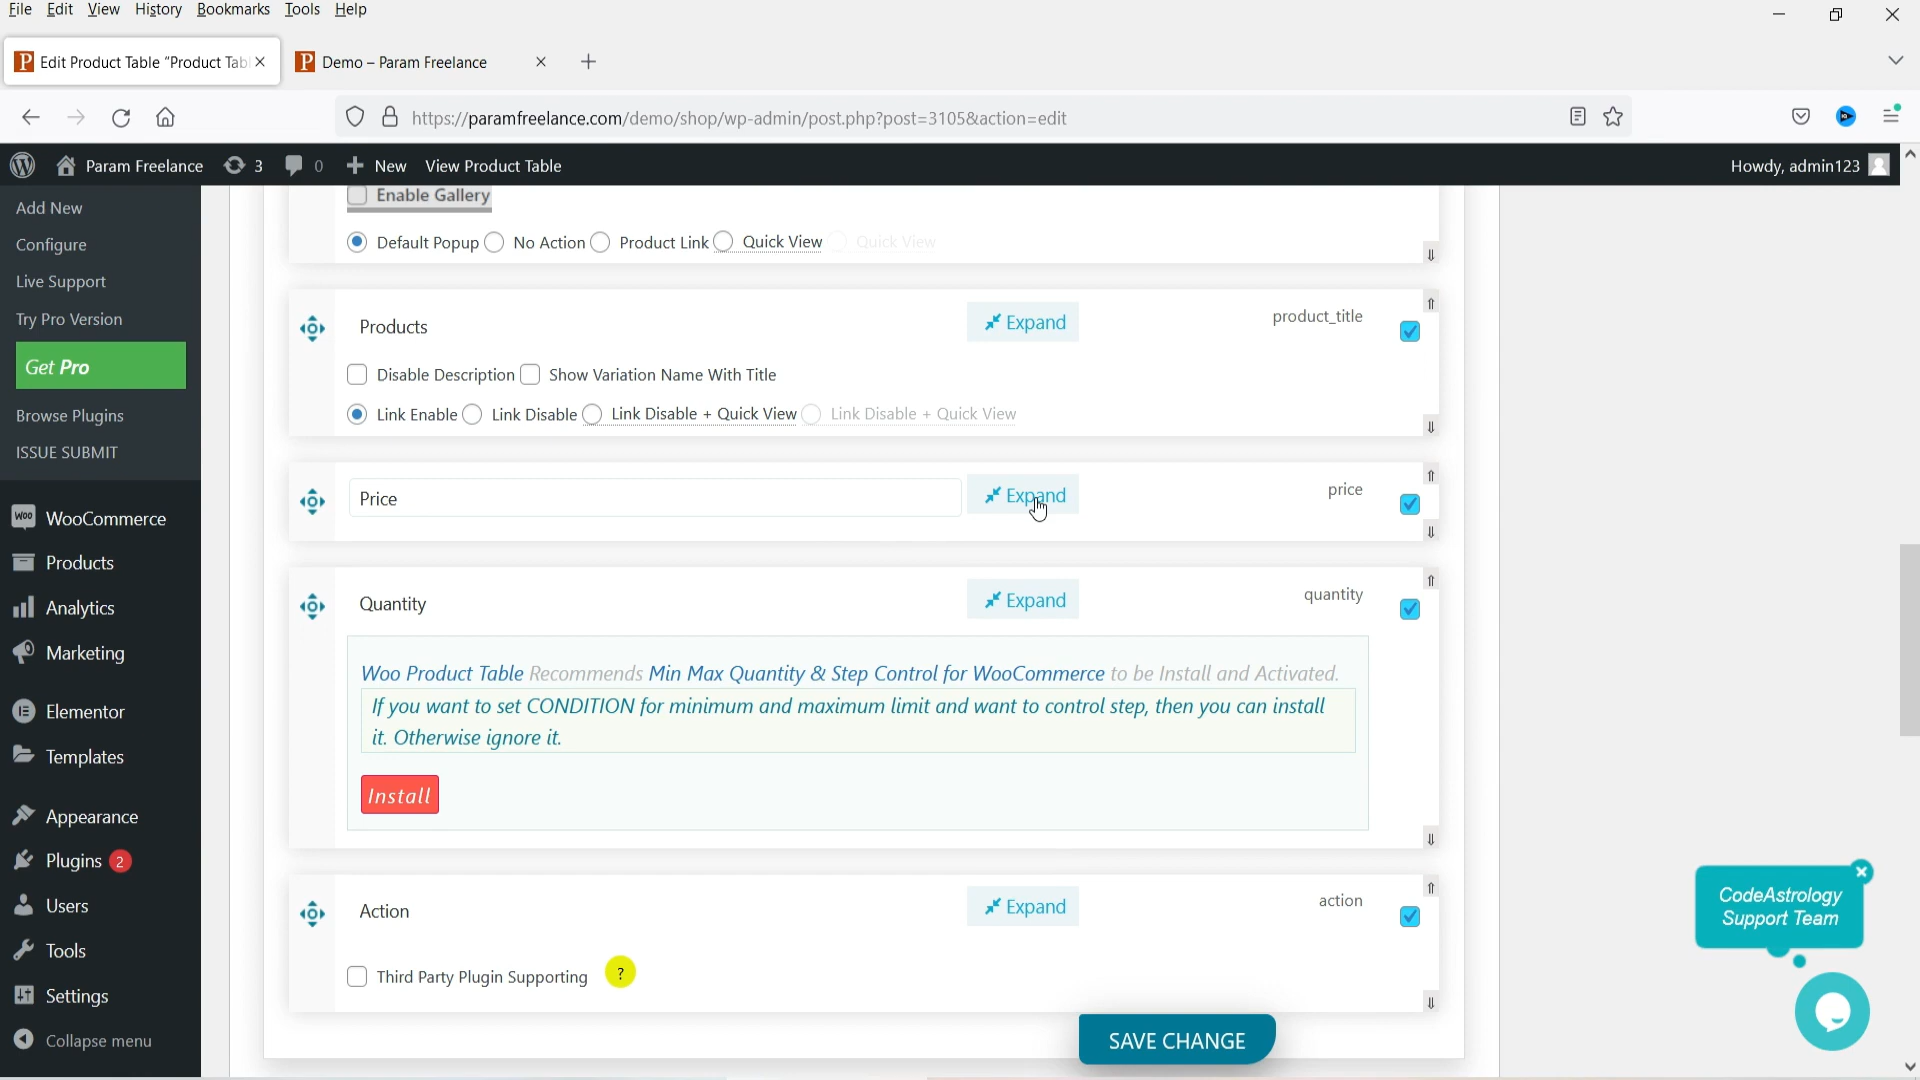 File Edit View History Bookmarks Tools Help
Edit Product Table “Product Tab
Demo – Param Freelance
https://paramfreelance.com/demo/shop/wp-admin/post.php?post=3105&action=edit
Param Freelance 3 0 New View Product Table Howdy, admin123
Add New
Configure
Live Support
Try Pro Version
Get Pro
Browse Plugins
ISSUE SUBMIT
WooCommerce
Products
Analytics
Marketing
Elementor
Templates
Appearance
Plugins 2
Users
Tools
Settings
Collapse menu
Enable Gallery
Default Popup No Action Product Link Quick View Quick View
Products Expand product_title
Disable Description Show Variation Name With Title
Link Enable Link Disable Link Disable + Quick View Link Disable + Quick View
Price Expand price
Quantity Expand quantity
Woo Product Table Recommends Min Max Quantity & Step Control for WooCommerce to be Install and Activated.
If you want to set CONDITION for minimum and maximum limit and want to control step, then you can install
it. Otherwise ignore it.
Install
Action Expand action
Third Party Plugin Supporting ?
SAVE CHANGE
CodeAstrology
Support Team